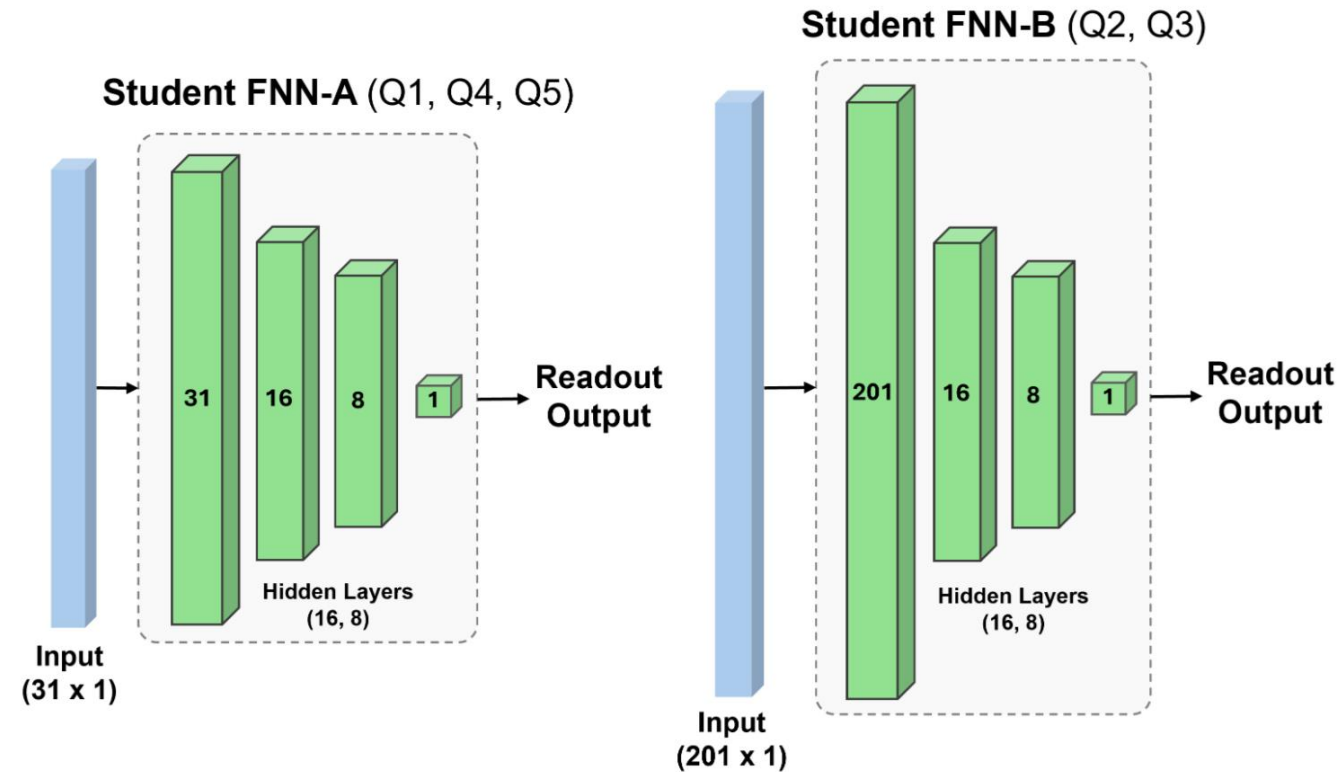 Student FNN-A (Q1, Q4, Q5)
Input
(31 x 1)
31
16
8
1
Hidden Layers
(16, 8)
Readout
Output
Student FNN-B (Q2, Q3)
Input
(201 x 1)
201
16
8
1
Hidden Layers
(16, 8)
Readout
Output